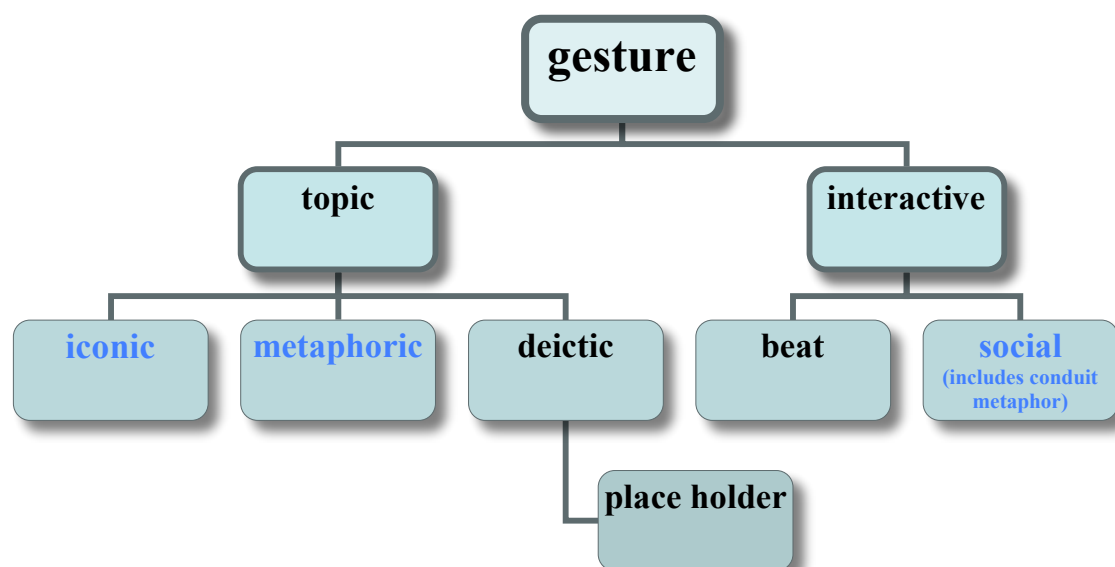 gesture
topic
interactive
iconic
metaphoric
deictic
beat
social
(includes conduit
metaphor)
place holder